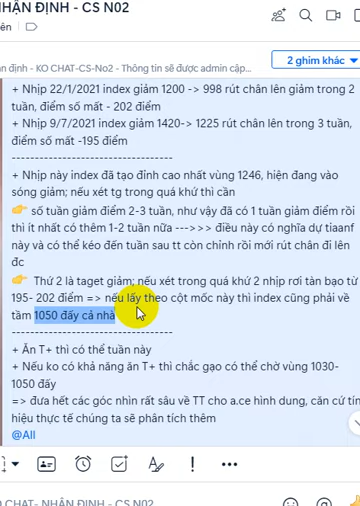 NHẬN ĐỊNH - CS N02
ận định - KO CHAT-CS-No2 - Thông tin sẽ được admin cập...
2 ghim khác
+ Nhịp 22/1/2021 index giảm 1200 -> 998 rút chân lên giảm trong 2
tuần, điểm số mất - 202 điểm
+ Nhịp 9/7/2021 index giảm 1420-> 1225 rút chân lên trong 3 tuần,
điểm số mất -195 điểm
----------------------------------
+ Nhịp này index đã tạo đỉnh cao nhất vùng 1246, hiện đang vào
sóng giảm; nếu xét tg trong quá khứ thì cần
👉 số tuần giảm điểm 2-3 tuần, như vậy đã có 1 tuần giảm điểm rồi
thì ít nhất có thêm 1-2 tuần nữa --->>>> điều này có nghĩa dự tiaanf
này và có thể kéo đến tuần sau tt còn chỉnh rồi mới rút chân đi lên
đc
👉 Thứ 2 là taget giảm; nếu xét trong quá khứ 2 nhịp rơi tàn bạo từ
195- 202 điểm => nếu lấy theo cột mốc này thì index cũng phải về
tầm 1050 đấy cả nhà
----------------------------------
+ Ăn T+ thì có thể tuần này
+ Nếu ko có khả năng ăn T+ thì chắc gạo có thể chờ vùng 1030-
1050 đấy
=> đưa hết các góc nhìn rất sâu về TT cho a.ce hình dung, căn cứ tín
hiệu thực tế chúng ta sẽ phân tích thêm
@All
KO CHAT- NHẬN ĐỊNH - CS N02